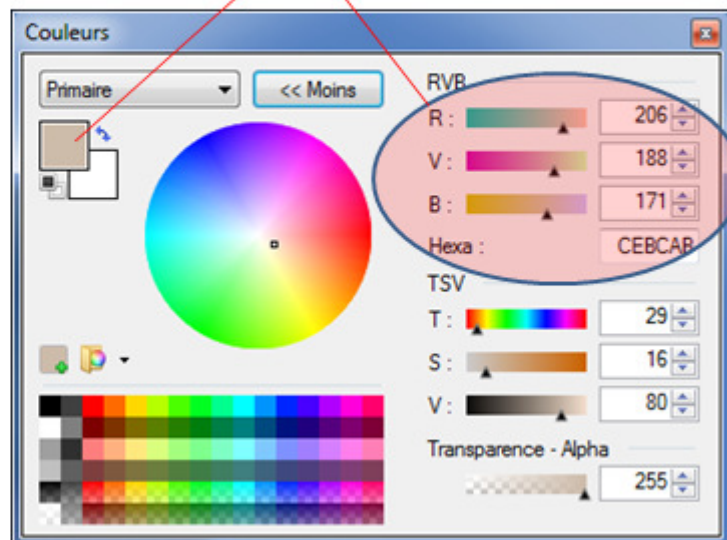 Couleurs
Primaire
<< Moins
RVB
R : 206
V : 188
B : 171
Hexa : CEBCAB
TSV
T : 29
S : 16
V : 80
Transparence - Alpha
255